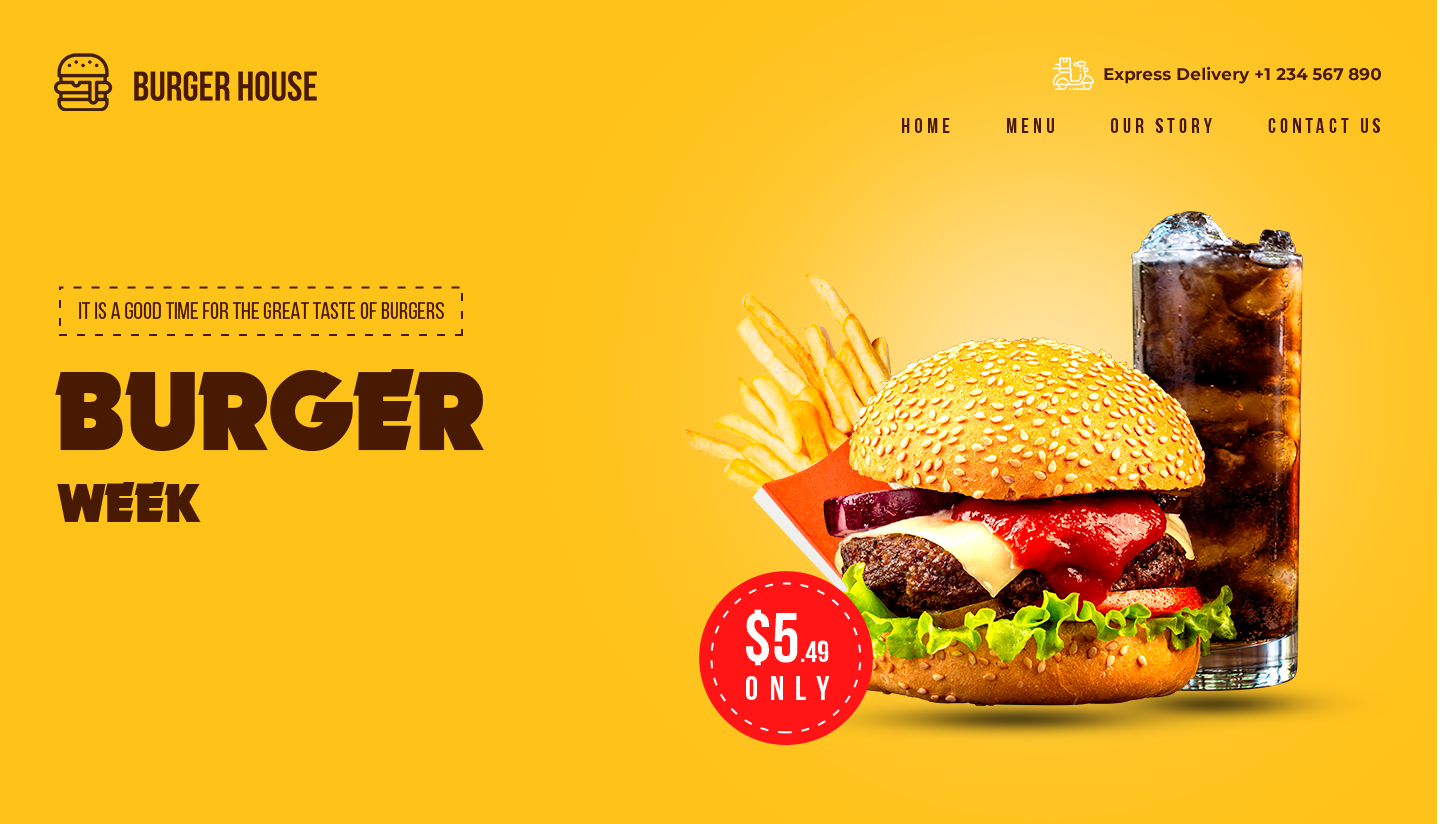 BURGER HOUSE
Express Delivery +1 234 567 890
HOME MENU OUR STORY CONTACT US
IT IS A GOOD TIME FOR THE GREAT TASTE OF BURGERS
BURGER
WEEK
$5.49
ONLY